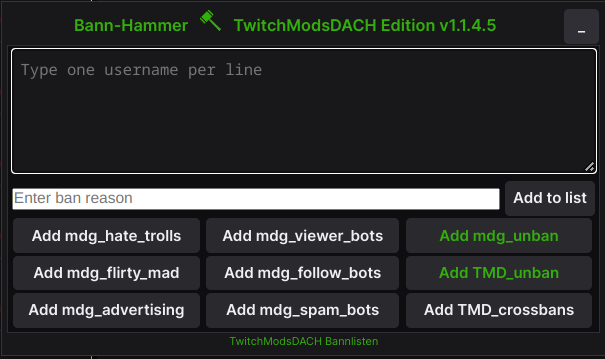 Bann-Hammer TwitchModsDACH Edition v1.1.4.5 _
Type one username per line
Enter ban reason Add to list
Add mdg_hate_trolls Add mdg_viewer_bots Add mdg_unban
Add mdg_flirty_mad Add mdg_follow_bots Add TMD_unban
Add mdg_advertising Add mdg_spam_bots Add TMD_crossbans
TwitchModsDACH Bannlisten